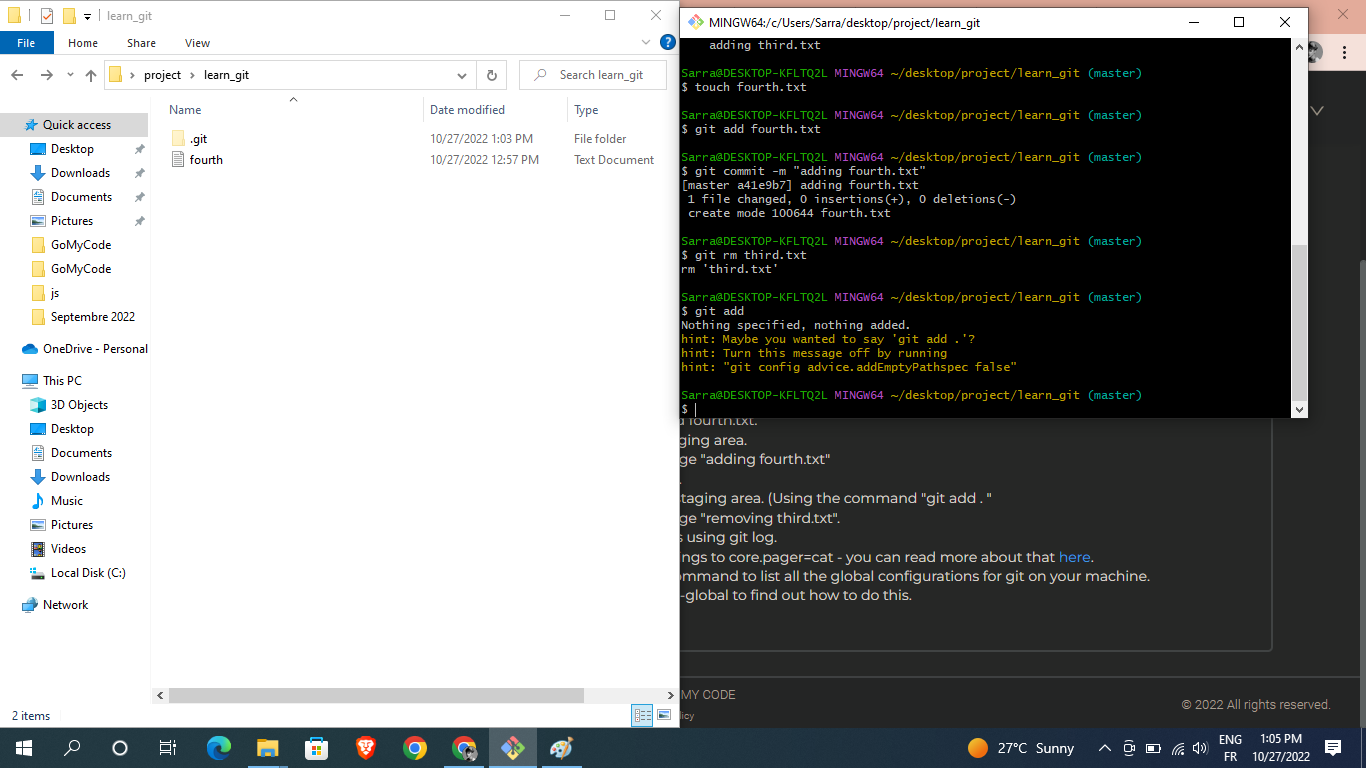 learn_git
File
Home
Share
View
project
learn_git
Search learn_git
Name
Date modified
Type
.git
10/27/2022 1:03 PM
File folder
fourth
10/27/2022 12:57 PM
Text Document
Quick access
Desktop
Downloads
Documents
Pictures
GoMyCode
GoMyCode
js
Septembre 2022
OneDrive - Personal
This PC
3D Objects
Desktop
Documents
Downloads
Music
Pictures
Videos
Local Disk (C:)
Network
2 items
MINGW64:/c/Users/Sarra/desktop/project/learn_git
adding third.txt
Sarra@DESKTOP-KFLTQ2L MINGW64 ~/desktop/project/learn_git (master)
$ touch fourth.txt
Sarra@DESKTOP-KFLTQ2L MINGW64 ~/desktop/project/learn_git (master)
$ git add fourth.txt
Sarra@DESKTOP-KFLTQ2L MINGW64 ~/desktop/project/learn_git (master)
$ git commit -m "adding fourth.txt"
[master a41e9b7] adding fourth.txt
1 file changed, 0 insertions(+), 0 deletions(-)
create mode 100644 fourth.txt
Sarra@DESKTOP-KFLTQ2L MINGW64 ~/desktop/project/learn_git (master)
$ git rm third.txt
rm 'third.txt'
Sarra@DESKTOP-KFLTQ2L MINGW64 ~/desktop/project/learn_git (master)
$ git add
Nothing specified, nothing added.
hint: Maybe you wanted to say 'git add .'?
hint: Turn this message off by running
hint: "git config advice.addEmptyPathspec false"
Sarra@DESKTOP-KFLTQ2L MINGW64 ~/desktop/project/learn_git (master)
$
d fourth.txt.
ging area.
ge "adding fourth.txt"
.
taging area. (Using the command "git add . "
ge "removing third.txt".
s using git log.
ngs to core.pager=cat - you can read more about that here.
ommand to list all the global configurations for git on your machine.
-global to find out how to do this.
MY CODE
licy
© 2022 All rights reserved.
27°C Sunny
ENG
FR
1:05 PM
10/27/2022